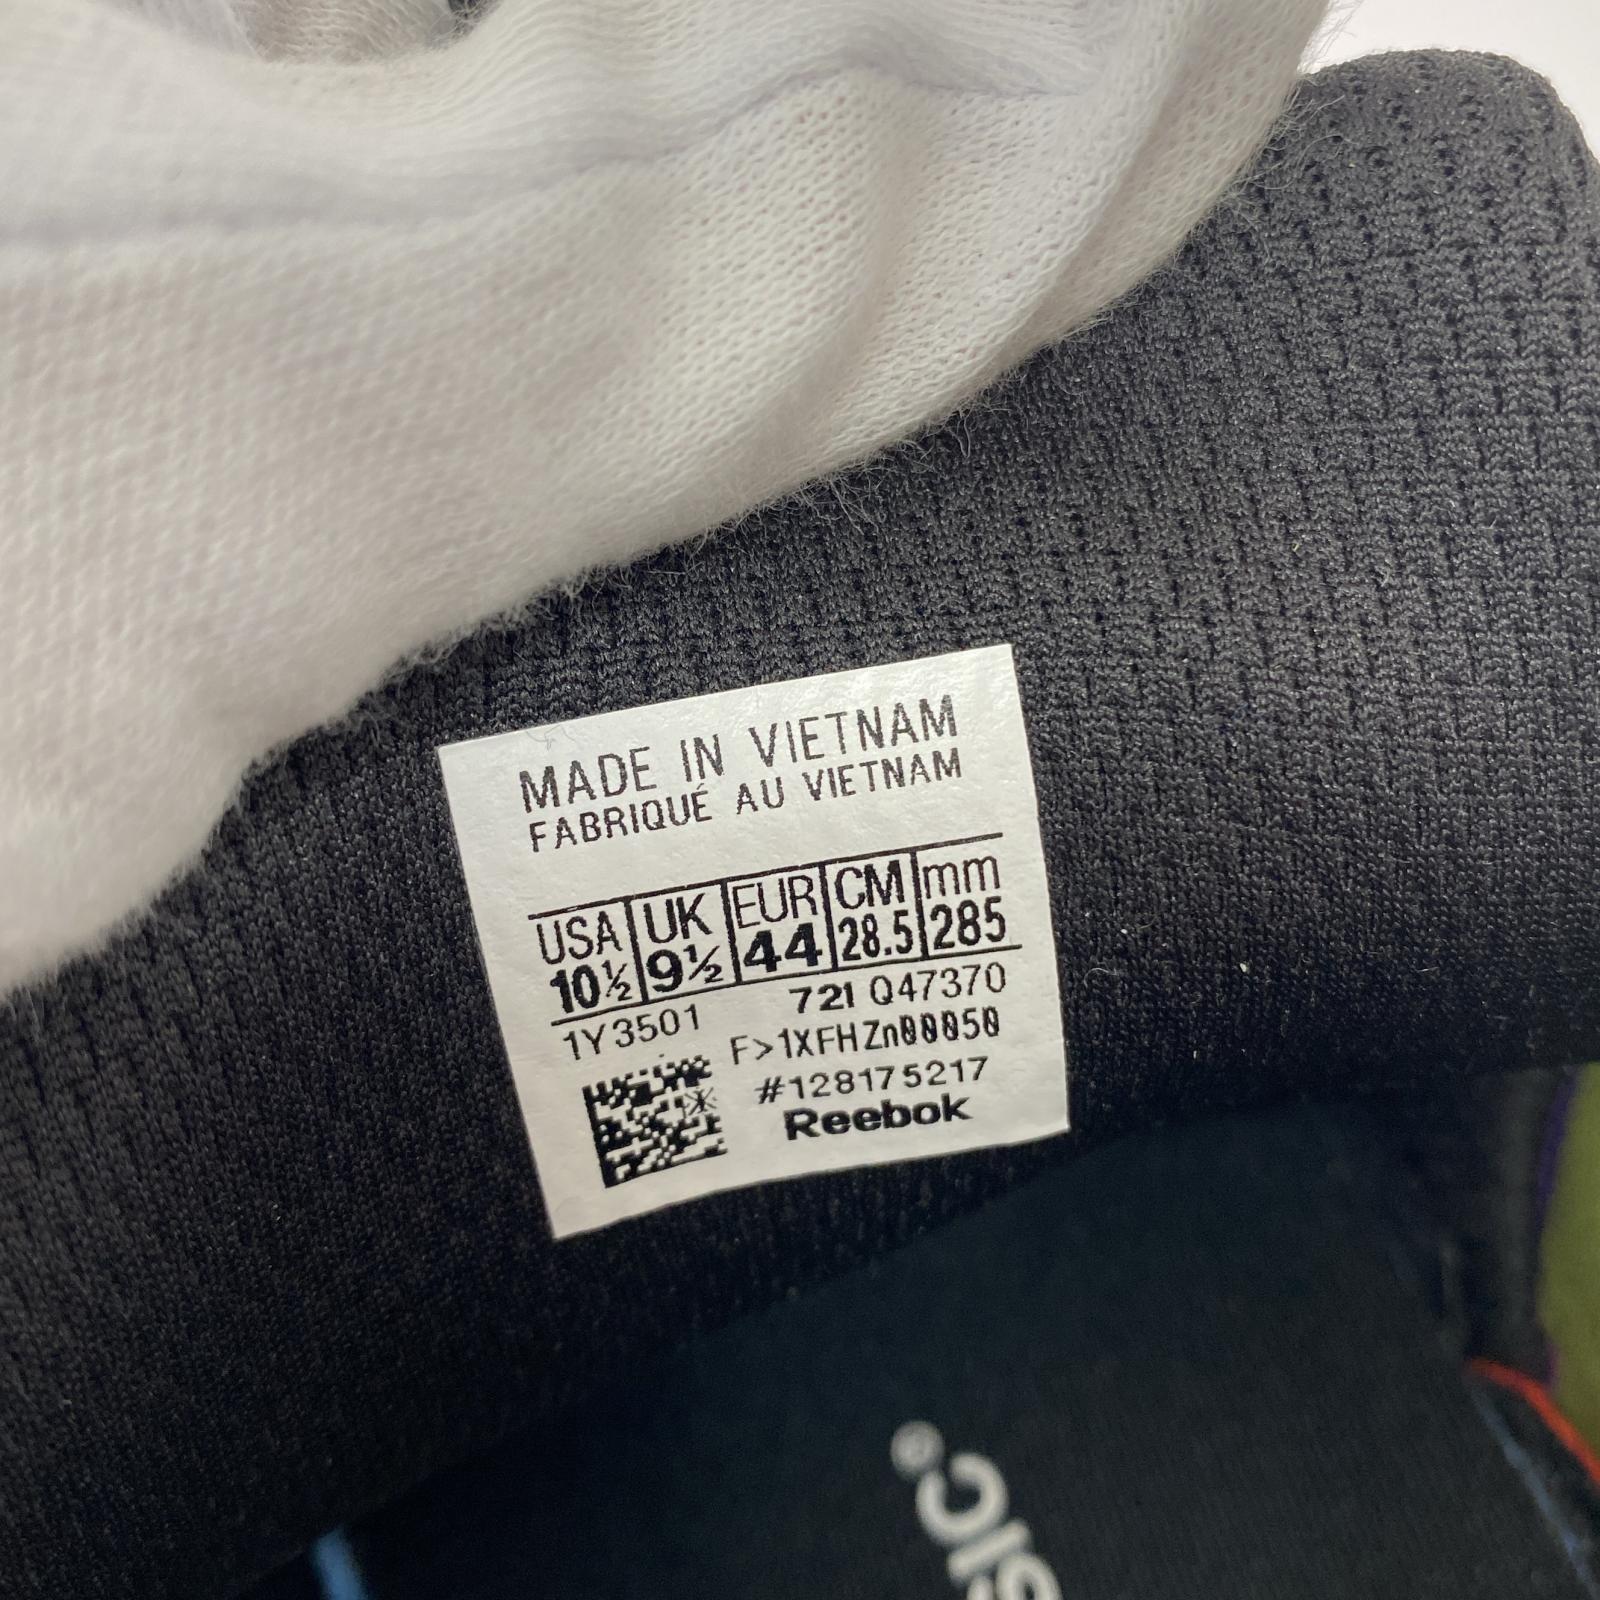 MADE IN VIETNAM
FABRIQUÉ AU VIETNAM
USA UK EUR CM mm
10½ 9½ 44 28.5 285
1Y3501 721 Q47370
F>1XFHZn00050
#128175217
Reebok
®